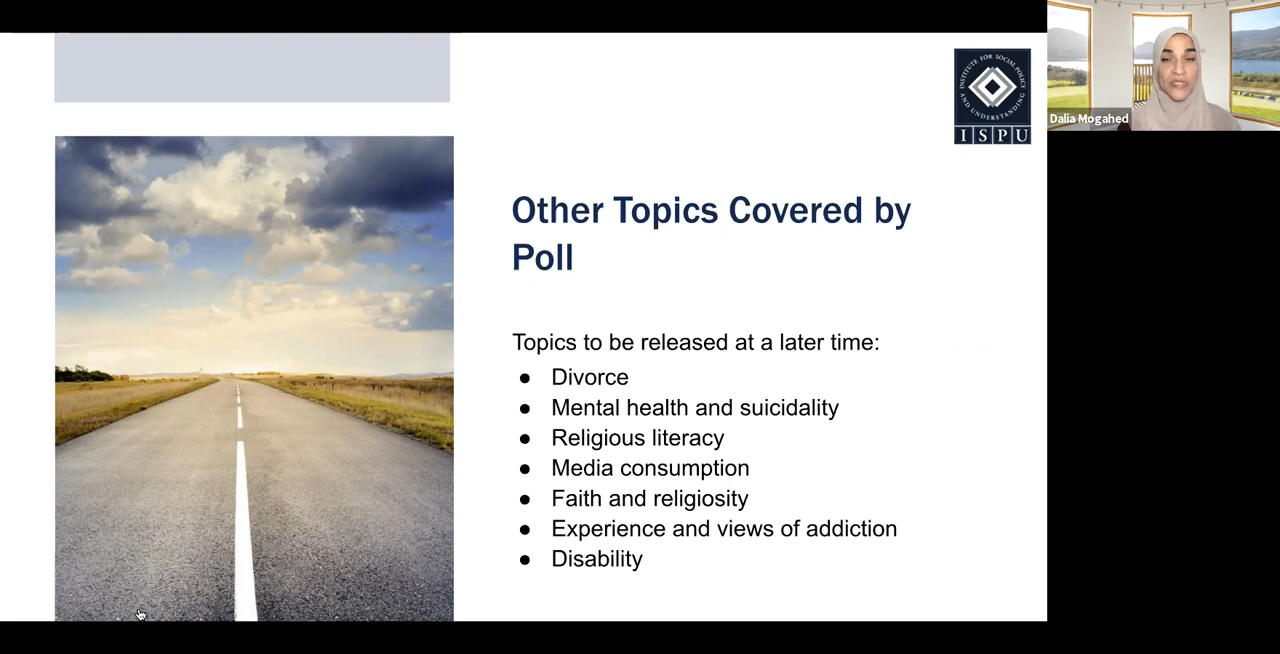 INSTITUTE FOR SOCIAL POLICY
AND UNDERSTANDING
ISPU
Dalia Mogahed
Other Topics Covered by
Poll
Topics to be released at a later time:
● Divorce
● Mental health and suicidality
● Religious literacy
● Media consumption
● Faith and religiosity
● Experience and views of addiction
● Disability